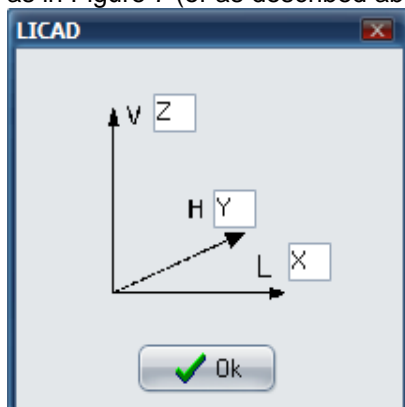 as in Figure 7 (or as described ab
LICAD
V Z
H Y
L X
Ok